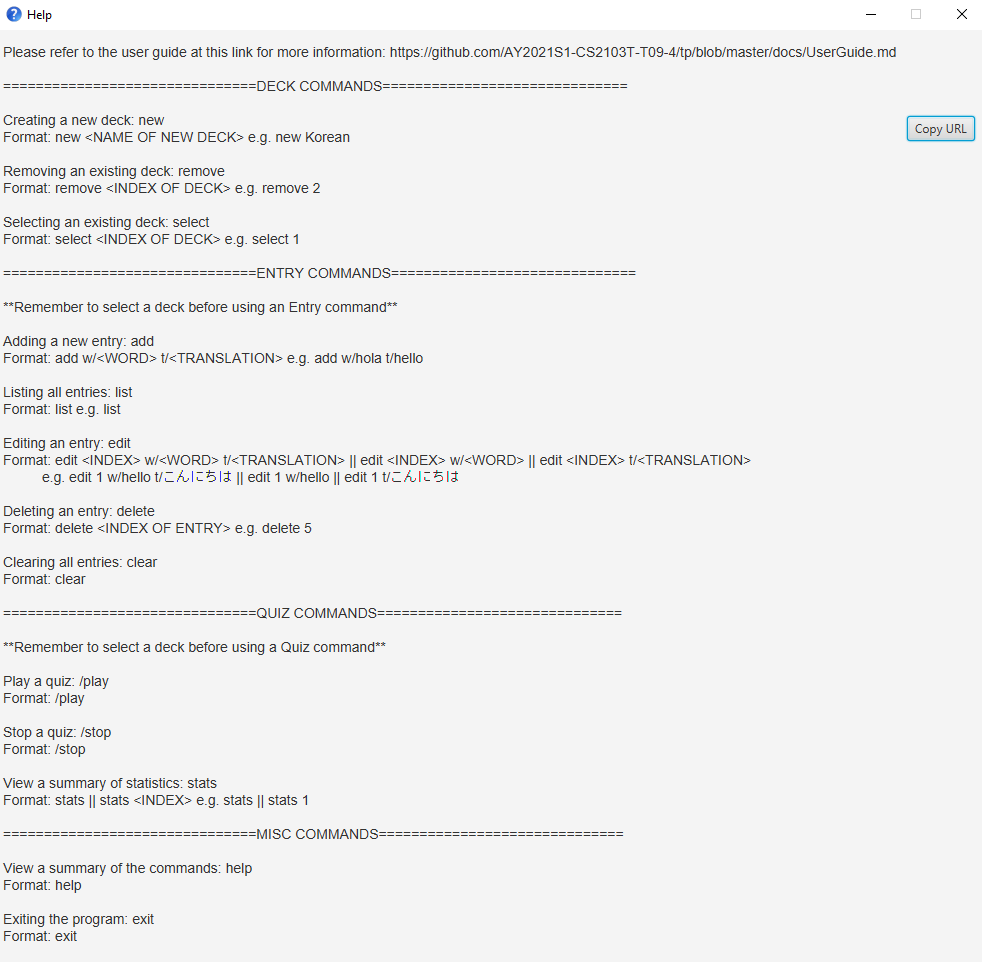 Help
Please refer to the user guide at this link for more information: https://github.com/AY2021S1-CS2103T-T09-4/tp/blob/master/docs/UserGuide.md
===============================DECK COMMANDS==============================
Creating a new deck: new
Format: new <NAME OF NEW DECK> e.g. new Korean
Copy URL
Removing an existing deck: remove
Format: remove <INDEX OF DECK> e.g. remove 2
Selecting an existing deck: select
Format: select <INDEX OF DECK> e.g. select 1
===============================ENTRY COMMANDS==============================
**Remember to select a deck before using an Entry command**
Adding a new entry: add
Format: add w/<WORD> t/<TRANSLATION> e.g. add w/hola t/hello
Listing all entries: list
Format: list e.g. list
Editing an entry: edit
Format: edit <INDEX> w/<WORD> t/<TRANSLATION> || edit <INDEX> w/<WORD> || edit <INDEX> t/<TRANSLATION>
e.g. edit 1 w/hello t/こんにちは || edit 1 w/hello || edit 1 t/こんにちは
Deleting an entry: delete
Format: delete <INDEX OF ENTRY> e.g. delete 5
Clearing all entries: clear
Format: clear
===============================QUIZ COMMANDS==============================
**Remember to select a deck before using a Quiz command**
Play a quiz: /play
Format: /play
Stop a quiz: /stop
Format: /stop
View a summary of statistics: stats
Format: stats || stats <INDEX> e.g. stats || stats 1
===============================MISC COMMANDS==============================
View a summary of the commands: help
Format: help
Exiting the program: exit
Format: exit